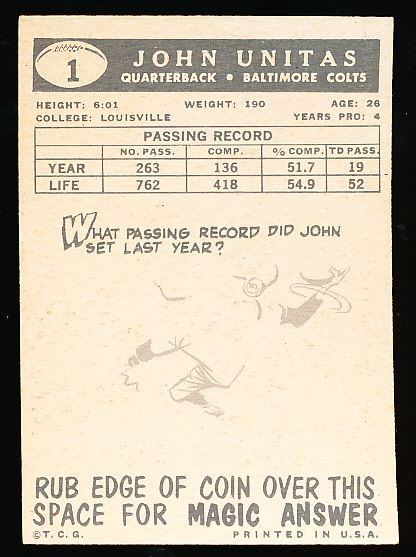 1
JOHN UNITAS
QUARTERBACK • BALTIMORE COLTS
HEIGHT: 6:01 WEIGHT: 190 AGE: 26
COLLEGE: LOUISVILLE YEARS PRO: 4
PASSING RECORD
NO. PASS. COMP. % COMP. TD PASS.
YEAR 263 136 51.7 19
LIFE 762 418 54.9 52
WHAT PASSING RECORD DID JOHN
SET LAST YEAR?
RUB EDGE OF COIN OVER THIS
SPACE FOR MAGIC ANSWER
©T.C.G. PRINTED IN U.S.A.